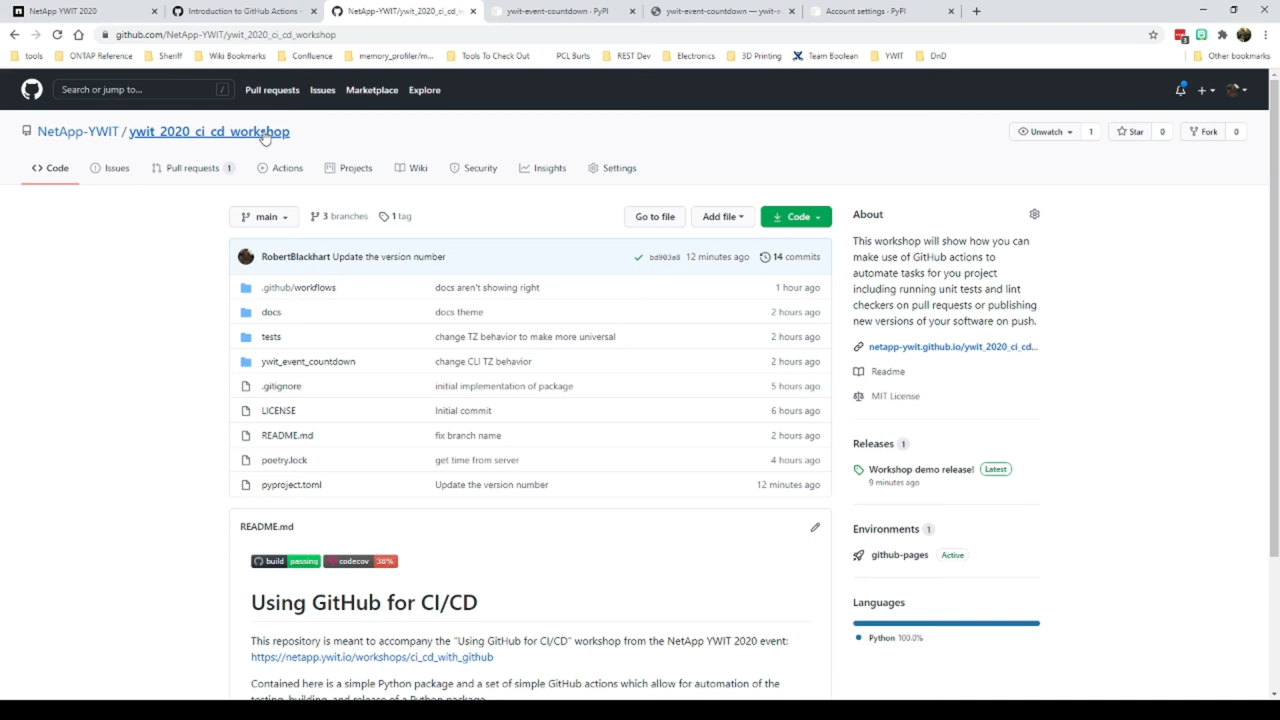 NetApp YWIT 2020
Introduction to GitHub Actions -
NetApp-YWIT/ywit_2020_ci_cd_w
ywit-event-countdown · PyPI
ywit-event-countdown — ywit-e
Account settings · PyPI
github.com/NetApp-YWIT/ywit_2020_ci_cd_workshop
tools
ONTAP Reference
Sheriff
Wiki Bookmarks
Confluence
memory_profiler/m...
Tools To Check Out
PCL Burts
REST Dev
Electronics
3D Printing
Team Boolean
YWIT
DnD
Other bookmarks
Search or jump to...
/
Pull requests
Issues
Marketplace
Explore
NetApp-YWIT / ywit_2020_ci_cd_workshop
Unwatch 1
Star 0
Fork 0
<> Code
Issues
Pull requests 1
Actions
Projects
Wiki
Security
Insights
Settings
main
3 branches
1 tag
Go to file
Add file
Code
RobertBlackhart Update the version number
bd903a8 12 minutes ago
14 commits
.github/workflows docs aren't showing right 1 hour ago
docs docs theme 2 hours ago
tests change TZ behavior to make more universal 2 hours ago
ywit_event_countdown change CLI TZ behavior 2 hours ago
.gitignore initial implementation of package 5 hours ago
LICENSE Initial commit 6 hours ago
README.md fix branch name 2 hours ago
poetry.lock get time from server 4 hours ago
pyproject.toml Update the version number 12 minutes ago
README.md
build passing codecov 38%
Using GitHub for CI/CD
This repository is meant to accompany the "Using GitHub for CI/CD" workshop from the NetApp YWIT 2020 event:
https://netapp.ywit.io/workshops/ci_cd_with_github
Contained here is a simple Python package and a set of simple GitHub actions which allow for automation of the
testing, building, and release of a Python package.
About
This workshop will show how you can
make use of GitHub actions to
automate tasks for you project
including running unit tests and lint
checkers on pull requests or publishing
new versions of your software on push.
netapp-ywit.github.io/ywit_2020_ci_cd...
Readme
MIT License
Releases 1
Workshop demo release! Latest
9 minutes ago
Environments 1
github-pages Active
Languages
Python 100.0%